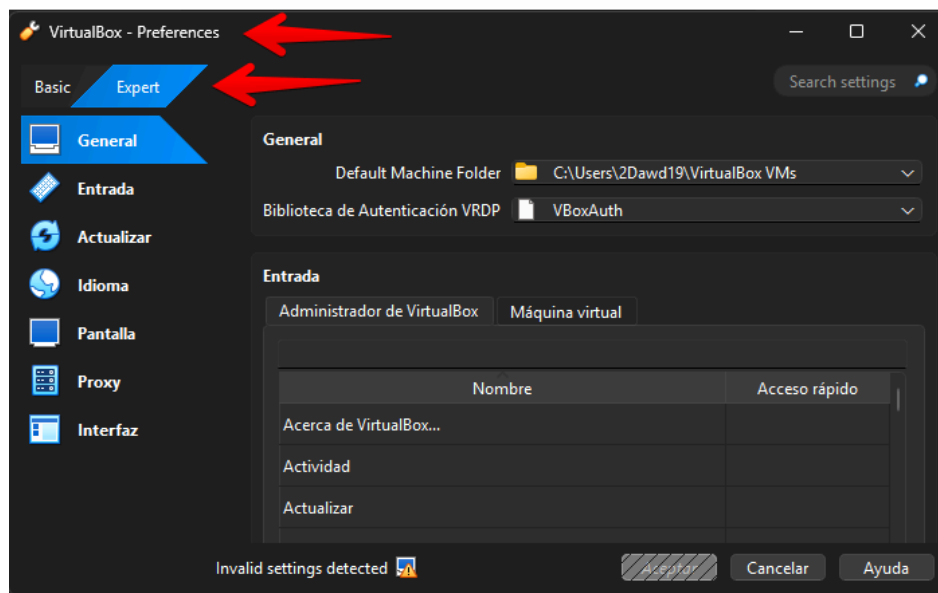 VirtualBox - Preferences
Basic
Expert
Search settings
General
Entrada
Actualizar
Idioma
Pantalla
Proxy
Interfaz
General
Default Machine Folder C:\Users\2Dawd19\VirtualBox VMs
Biblioteca de Autenticación VRDP VBoxAuth
Entrada
Administrador de VirtualBox Máquina virtual
Nombre Acceso rápido
Acerca de VirtualBox...
Actividad
Actualizar
Invalid settings detected Aceptar Cancelar Ayuda